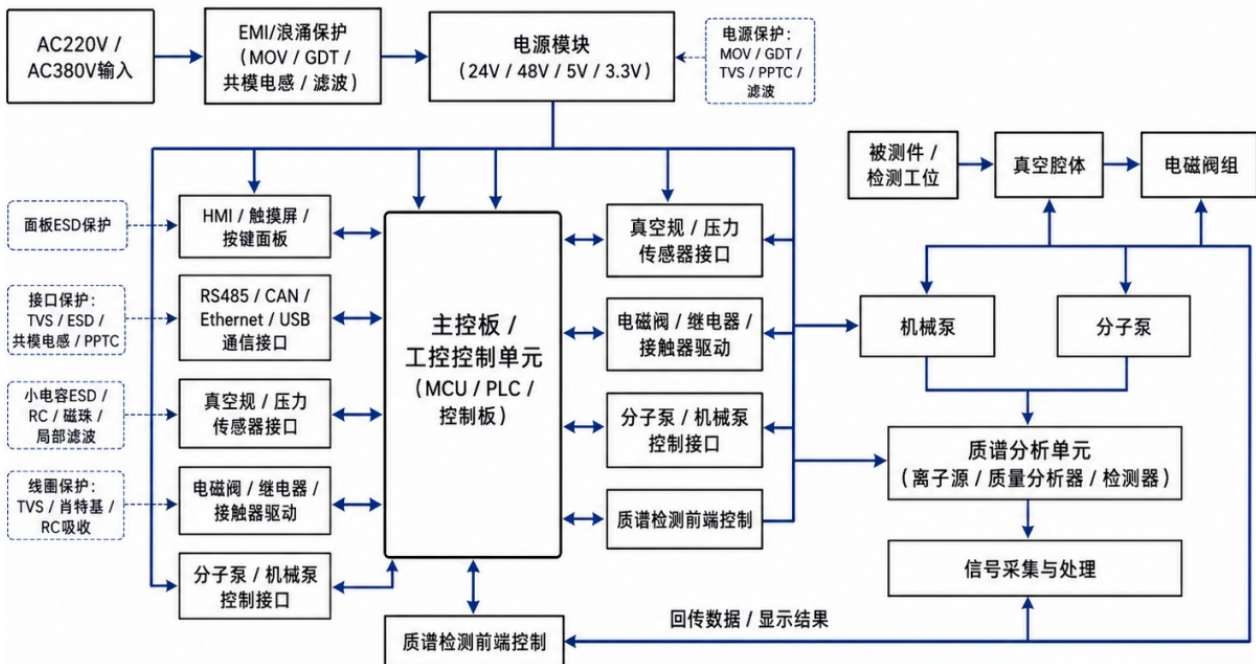 AC220V /
AC380V输入
EMI/浪涌保护
（MOV / GDT /
共模电感 / 滤波）
电源模块
（24V / 48V / 5V / 3.3V）
电源保护：
MOV / GDT /
TVS / PPTC /
滤波
被测件 /
检测工位
真空腔体
电磁阀组
面板ESD保护
HMI / 触摸屏 /
按键面板
接口保护：
TVS / ESD /
共模电感 / PPTC
RS485 / CAN /
Ethernet / USB
通信接口
小电容ESD /
RC / 磁珠 /
局部滤波
真空规 / 压力
传感器接口
线圈保护：
TVS / 肖特基 /
RC吸收
电磁阀 / 继电器 /
接触器驱动
分子泵 / 机械泵
控制接口
主控板 /
工控控制单元
（MCU / PLC /
控制板）
真空规 / 压力
传感器接口
电磁阀 / 继电器 /
接触器驱动
分子泵 / 机械泵
控制接口
质谱检测前端控制
质谱检测前端控制
机械泵
分子泵
质谱分析单元
（离子源 / 质量分析器 / 检测器）
信号采集与处理
回传数据 / 显示结果